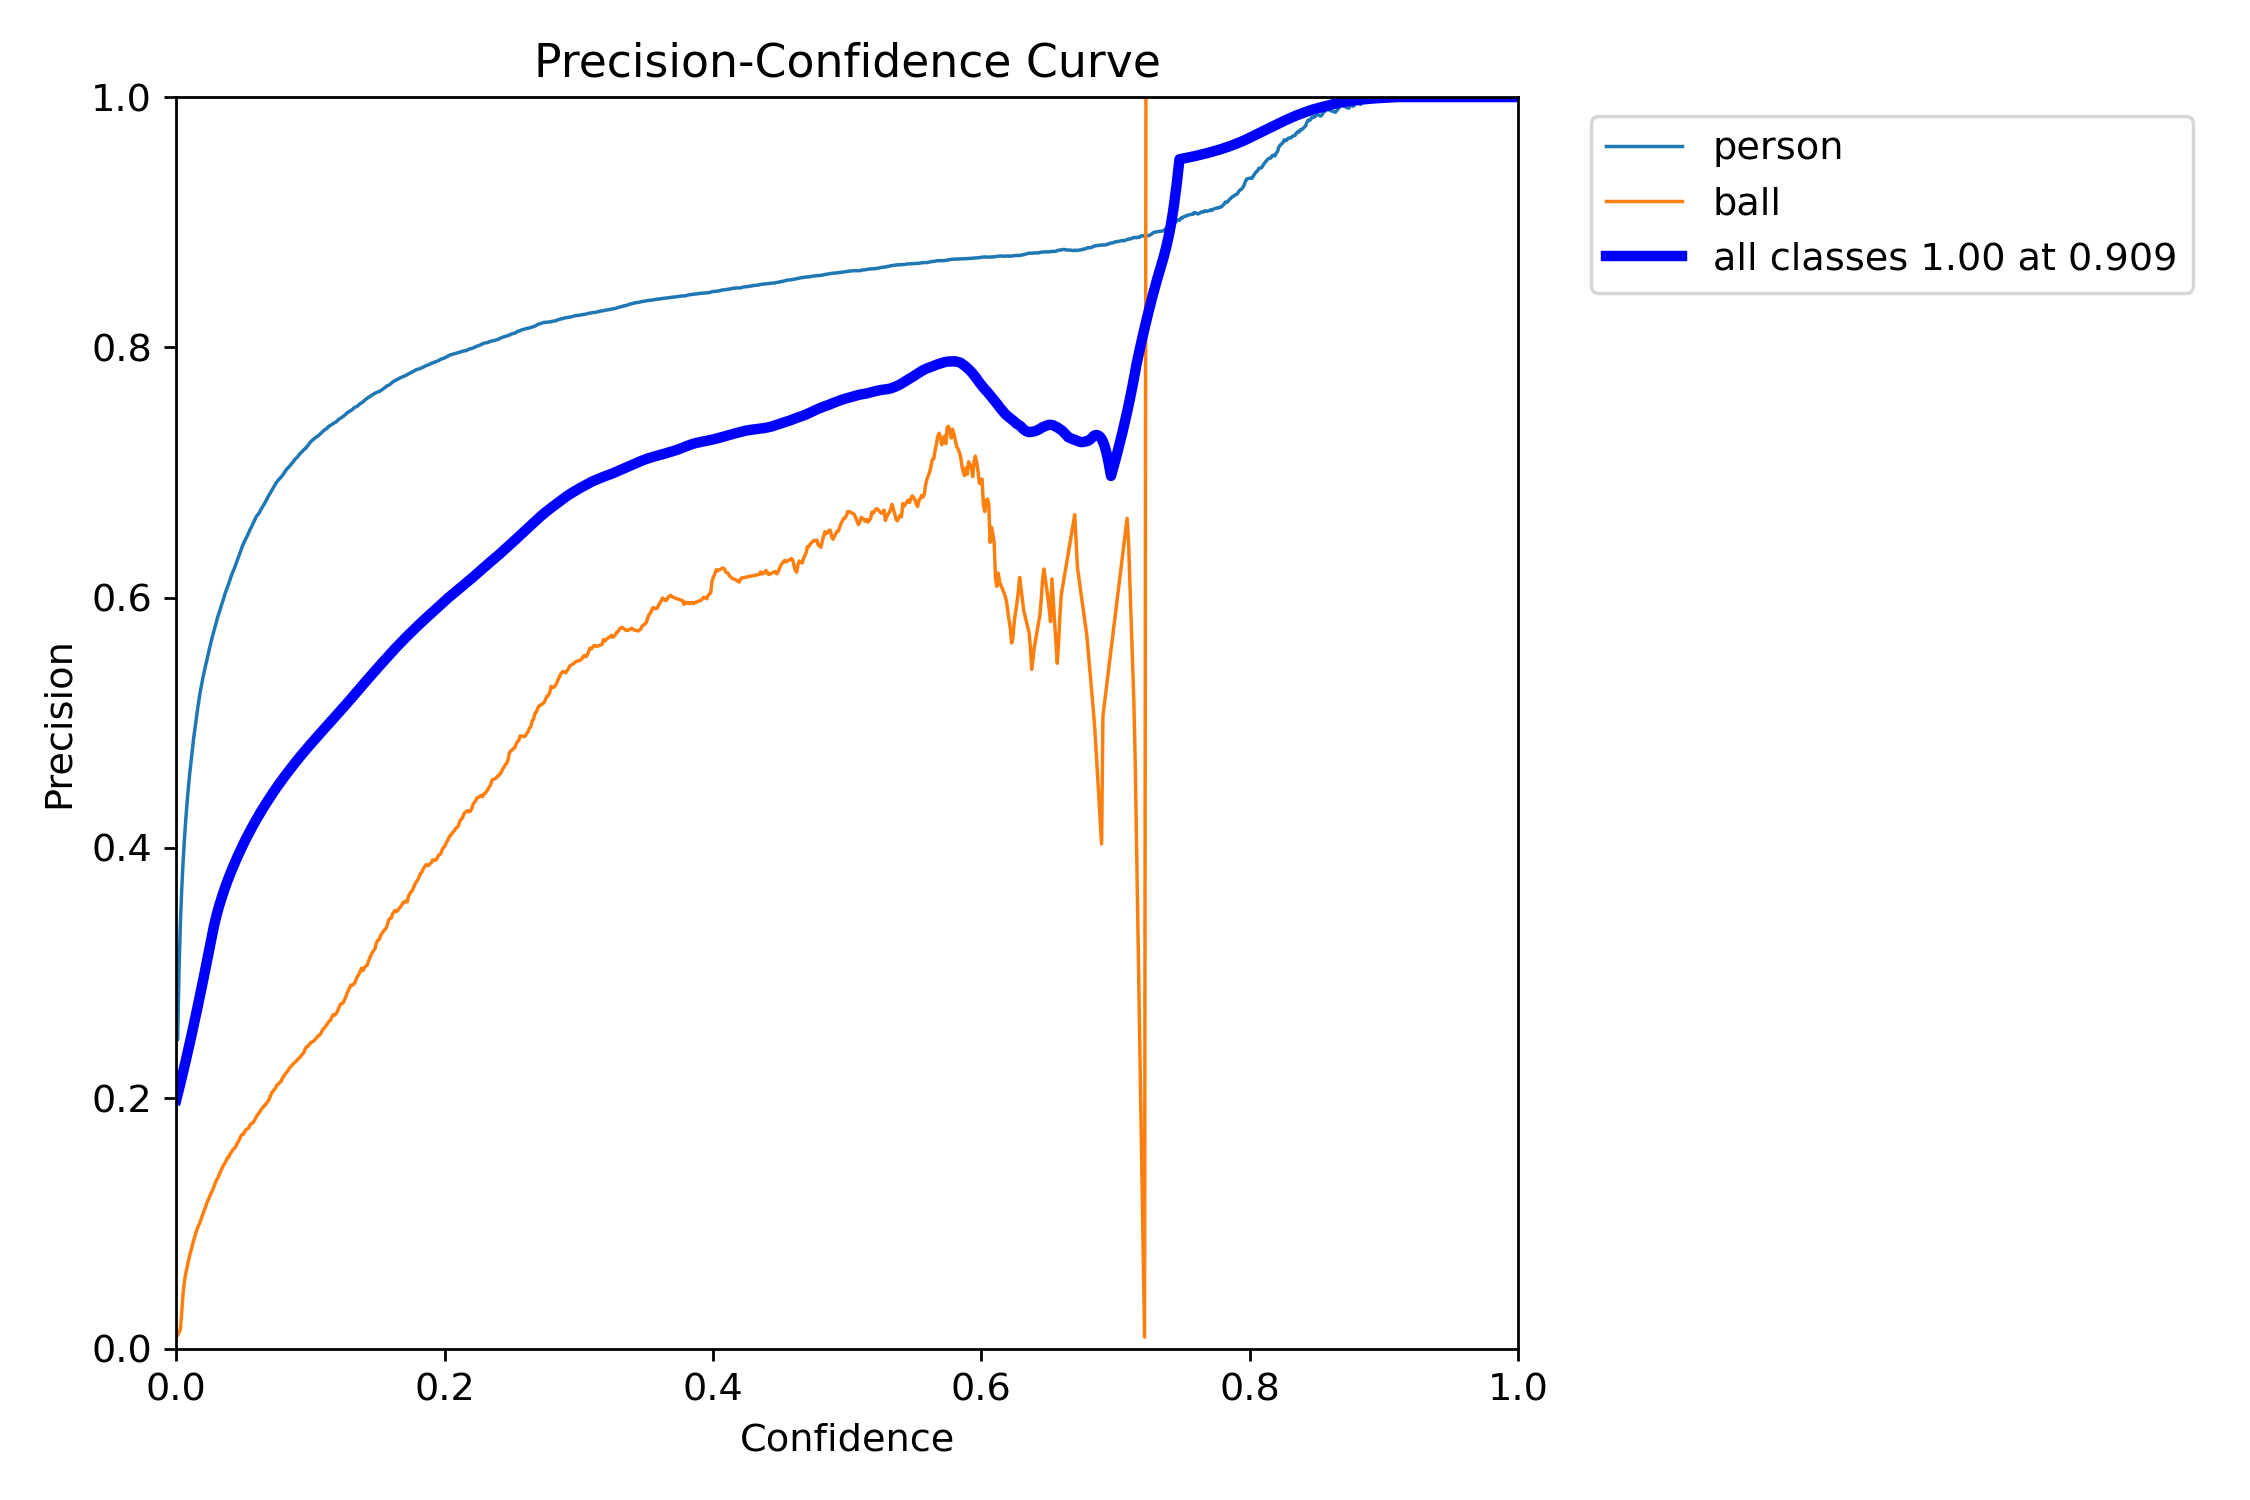 Precision-Confidence Curve
1.0
0.8
0.6
0.4
0.2
0.0
Precision
0.0 0.2 0.4 0.6 0.8 1.0
Confidence
person
ball
all classes 1.00 at 0.909